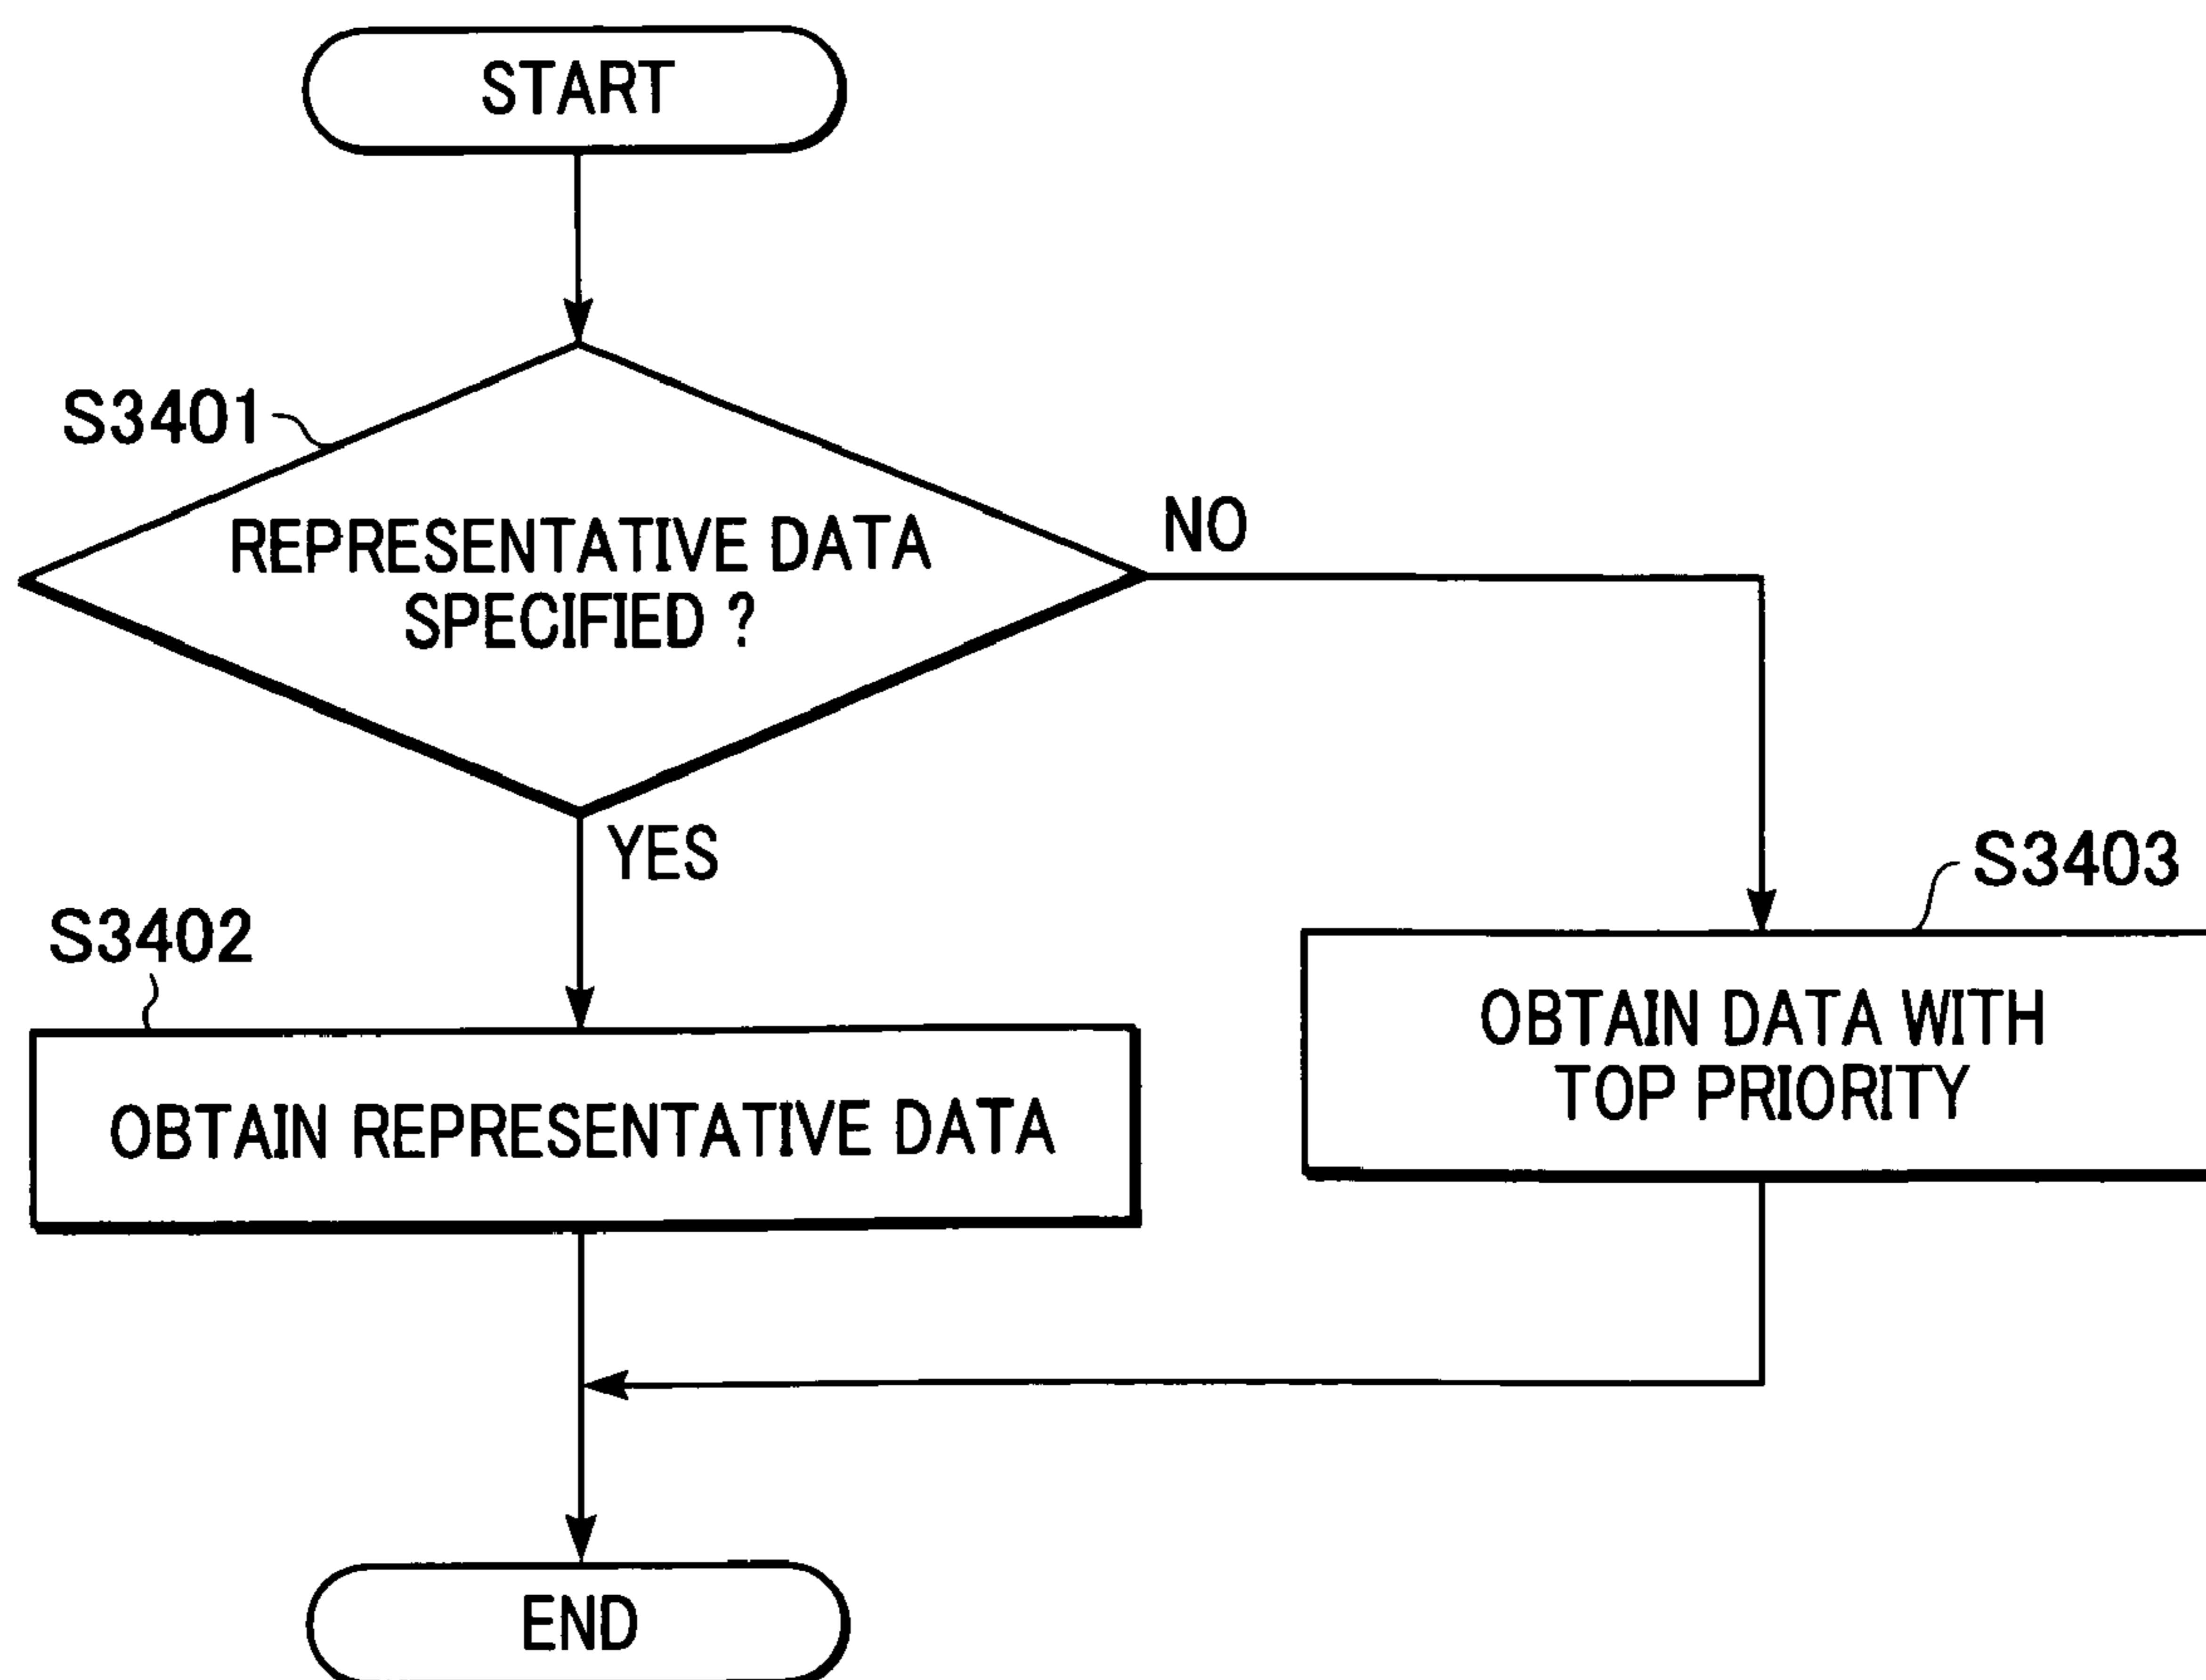 START
S3401
REPRESENTATIVE DATA
SPECIFIED ?
NO
YES
S3402
OBTAIN REPRESENTATIVE DATA
S3403
OBTAIN DATA WITH
TOP PRIORITY
END